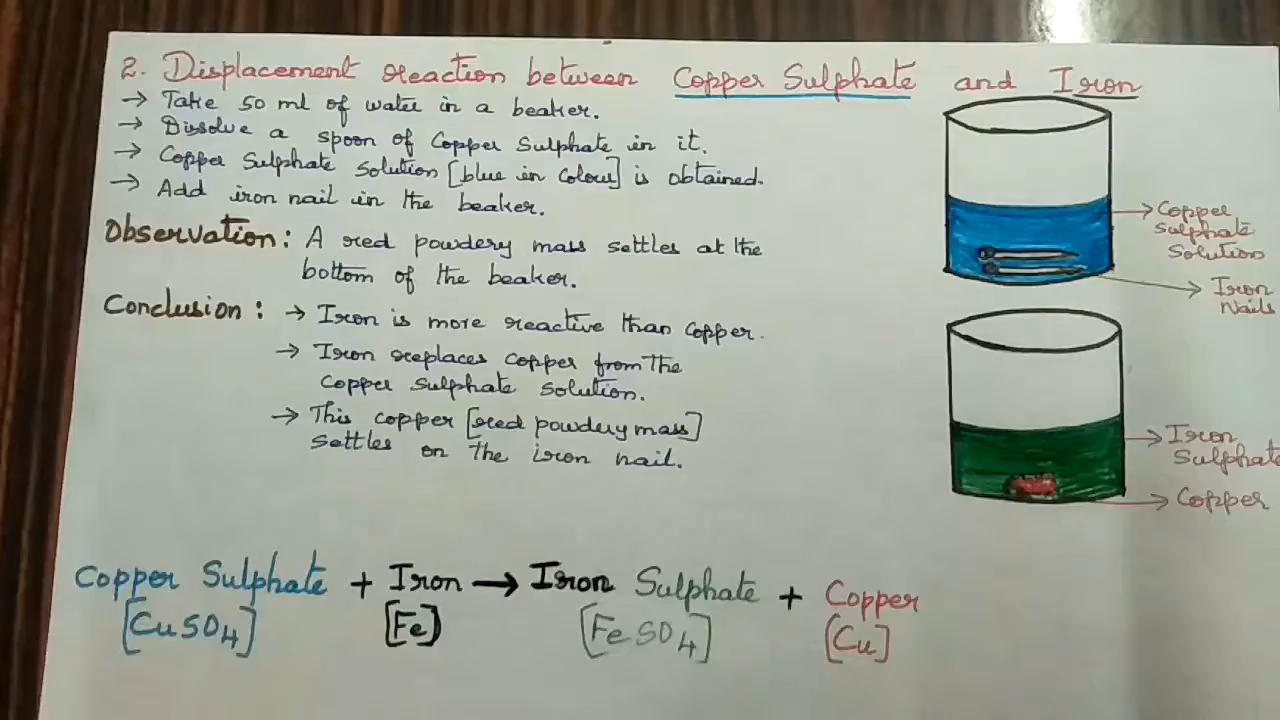 2. Displacement reaction between Copper Sulphate and Iron
→ Take 50 ml of water in a beaker.
→ Dissolve a spoon of Copper Sulphate in it.
→ Copper Sulphate Solution [blue in Colour] is obtained.
→ Add iron nail in the beaker.
Observation: A red powdery mass settles at the
bottom of the beaker.
Conclusion: → Iron is more reactive than Copper.
→ Iron replaces copper from the
Copper Sulphate solution.
→ This copper [red powdery mass]
settles on the iron nail.
Copper
Sulphate
Solution
Iron
Nails
Iron
Sulphate
Copper
Copper Sulphate + Iron → Iron Sulphate + Copper
[CuSO4] [Fe] [FeSO4] [Cu]